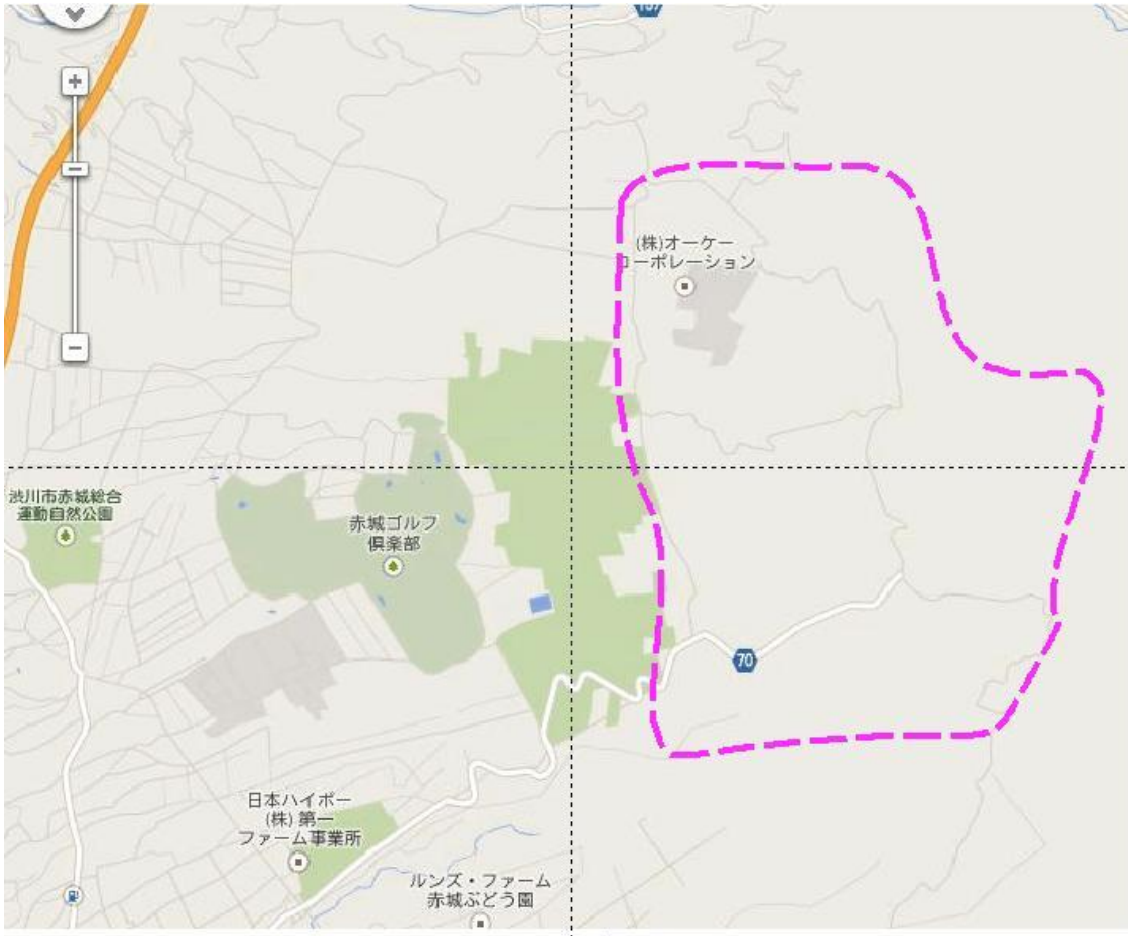 (株)オーケー
コーポレーション
渋川市赤城総合
運動自然公園
赤城ゴルフ
倶楽部
70
日本ハイポー
(株) 第一
ファーム事業所
ルンズ・ファーム
赤城ぶどう園